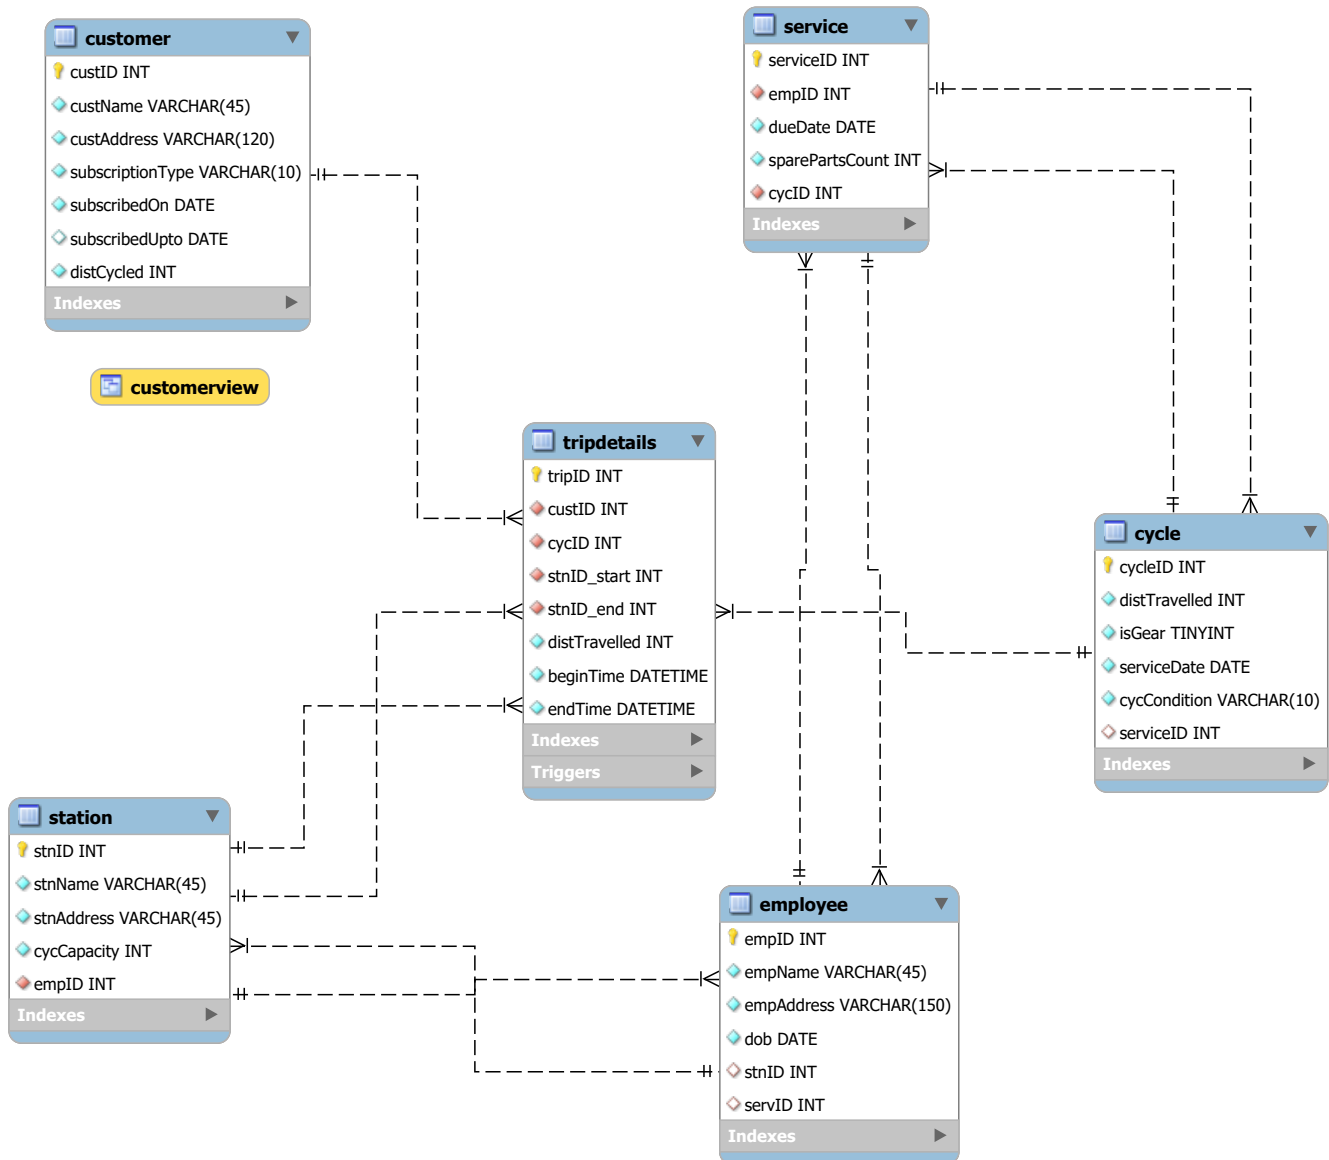 customer
custID INT
custName VARCHAR(45)
custAddress VARCHAR(120)
subscriptionType VARCHAR(10)
subscribedOn DATE
subscribedUpto DATE
distCycled INT
Indexes
customerview
service
serviceID INT
empID INT
dueDate DATE
sparePartsCount INT
cycID INT
Indexes
tripdetails
tripID INT
custID INT
cycID INT
stnID_start INT
stnID_end INT
distTravelled INT
beginTime DATETIME
endTime DATETIME
Indexes
Triggers
cycle
cycleID INT
distTravelled INT
isGear TINYINT
serviceDate DATE
cycCondition VARCHAR(10)
serviceID INT
Indexes
station
stnID INT
stnName VARCHAR(45)
stnAddress VARCHAR(45)
cycCapacity INT
empID INT
Indexes
employee
empID INT
empName VARCHAR(45)
empAddress VARCHAR(150)
dob DATE
stnID INT
servID INT
Indexes